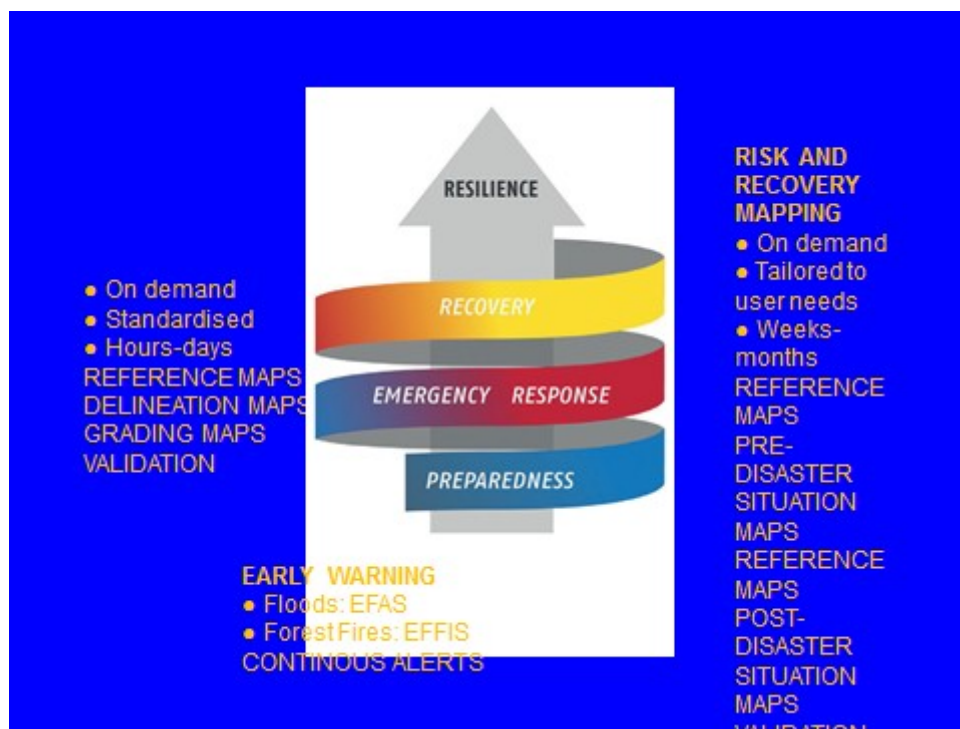 RESILIENCE
RECOVERY
EMERGENCY RESPONSE
PREPAREDNESS
● On demand
● Standardised
● Hours-days
REFERENCE MAPS
DELINEATION MAPS
GRADING MAPS
VALIDATION
EARLY WARNING
● Floods: EFAS
● Forest Fires: EFFIS
CONTINOUS ALERTS
RISK AND
RECOVERY
MAPPING
● On demand
● Tailored to
user needs
● Weeks-
months
REFERENCE
MAPS
PRE-
DISASTER
SITUATION
MAPS
REFERENCE
MAPS
POST-
DISASTER
SITUATION
MAPS
VALIDATION